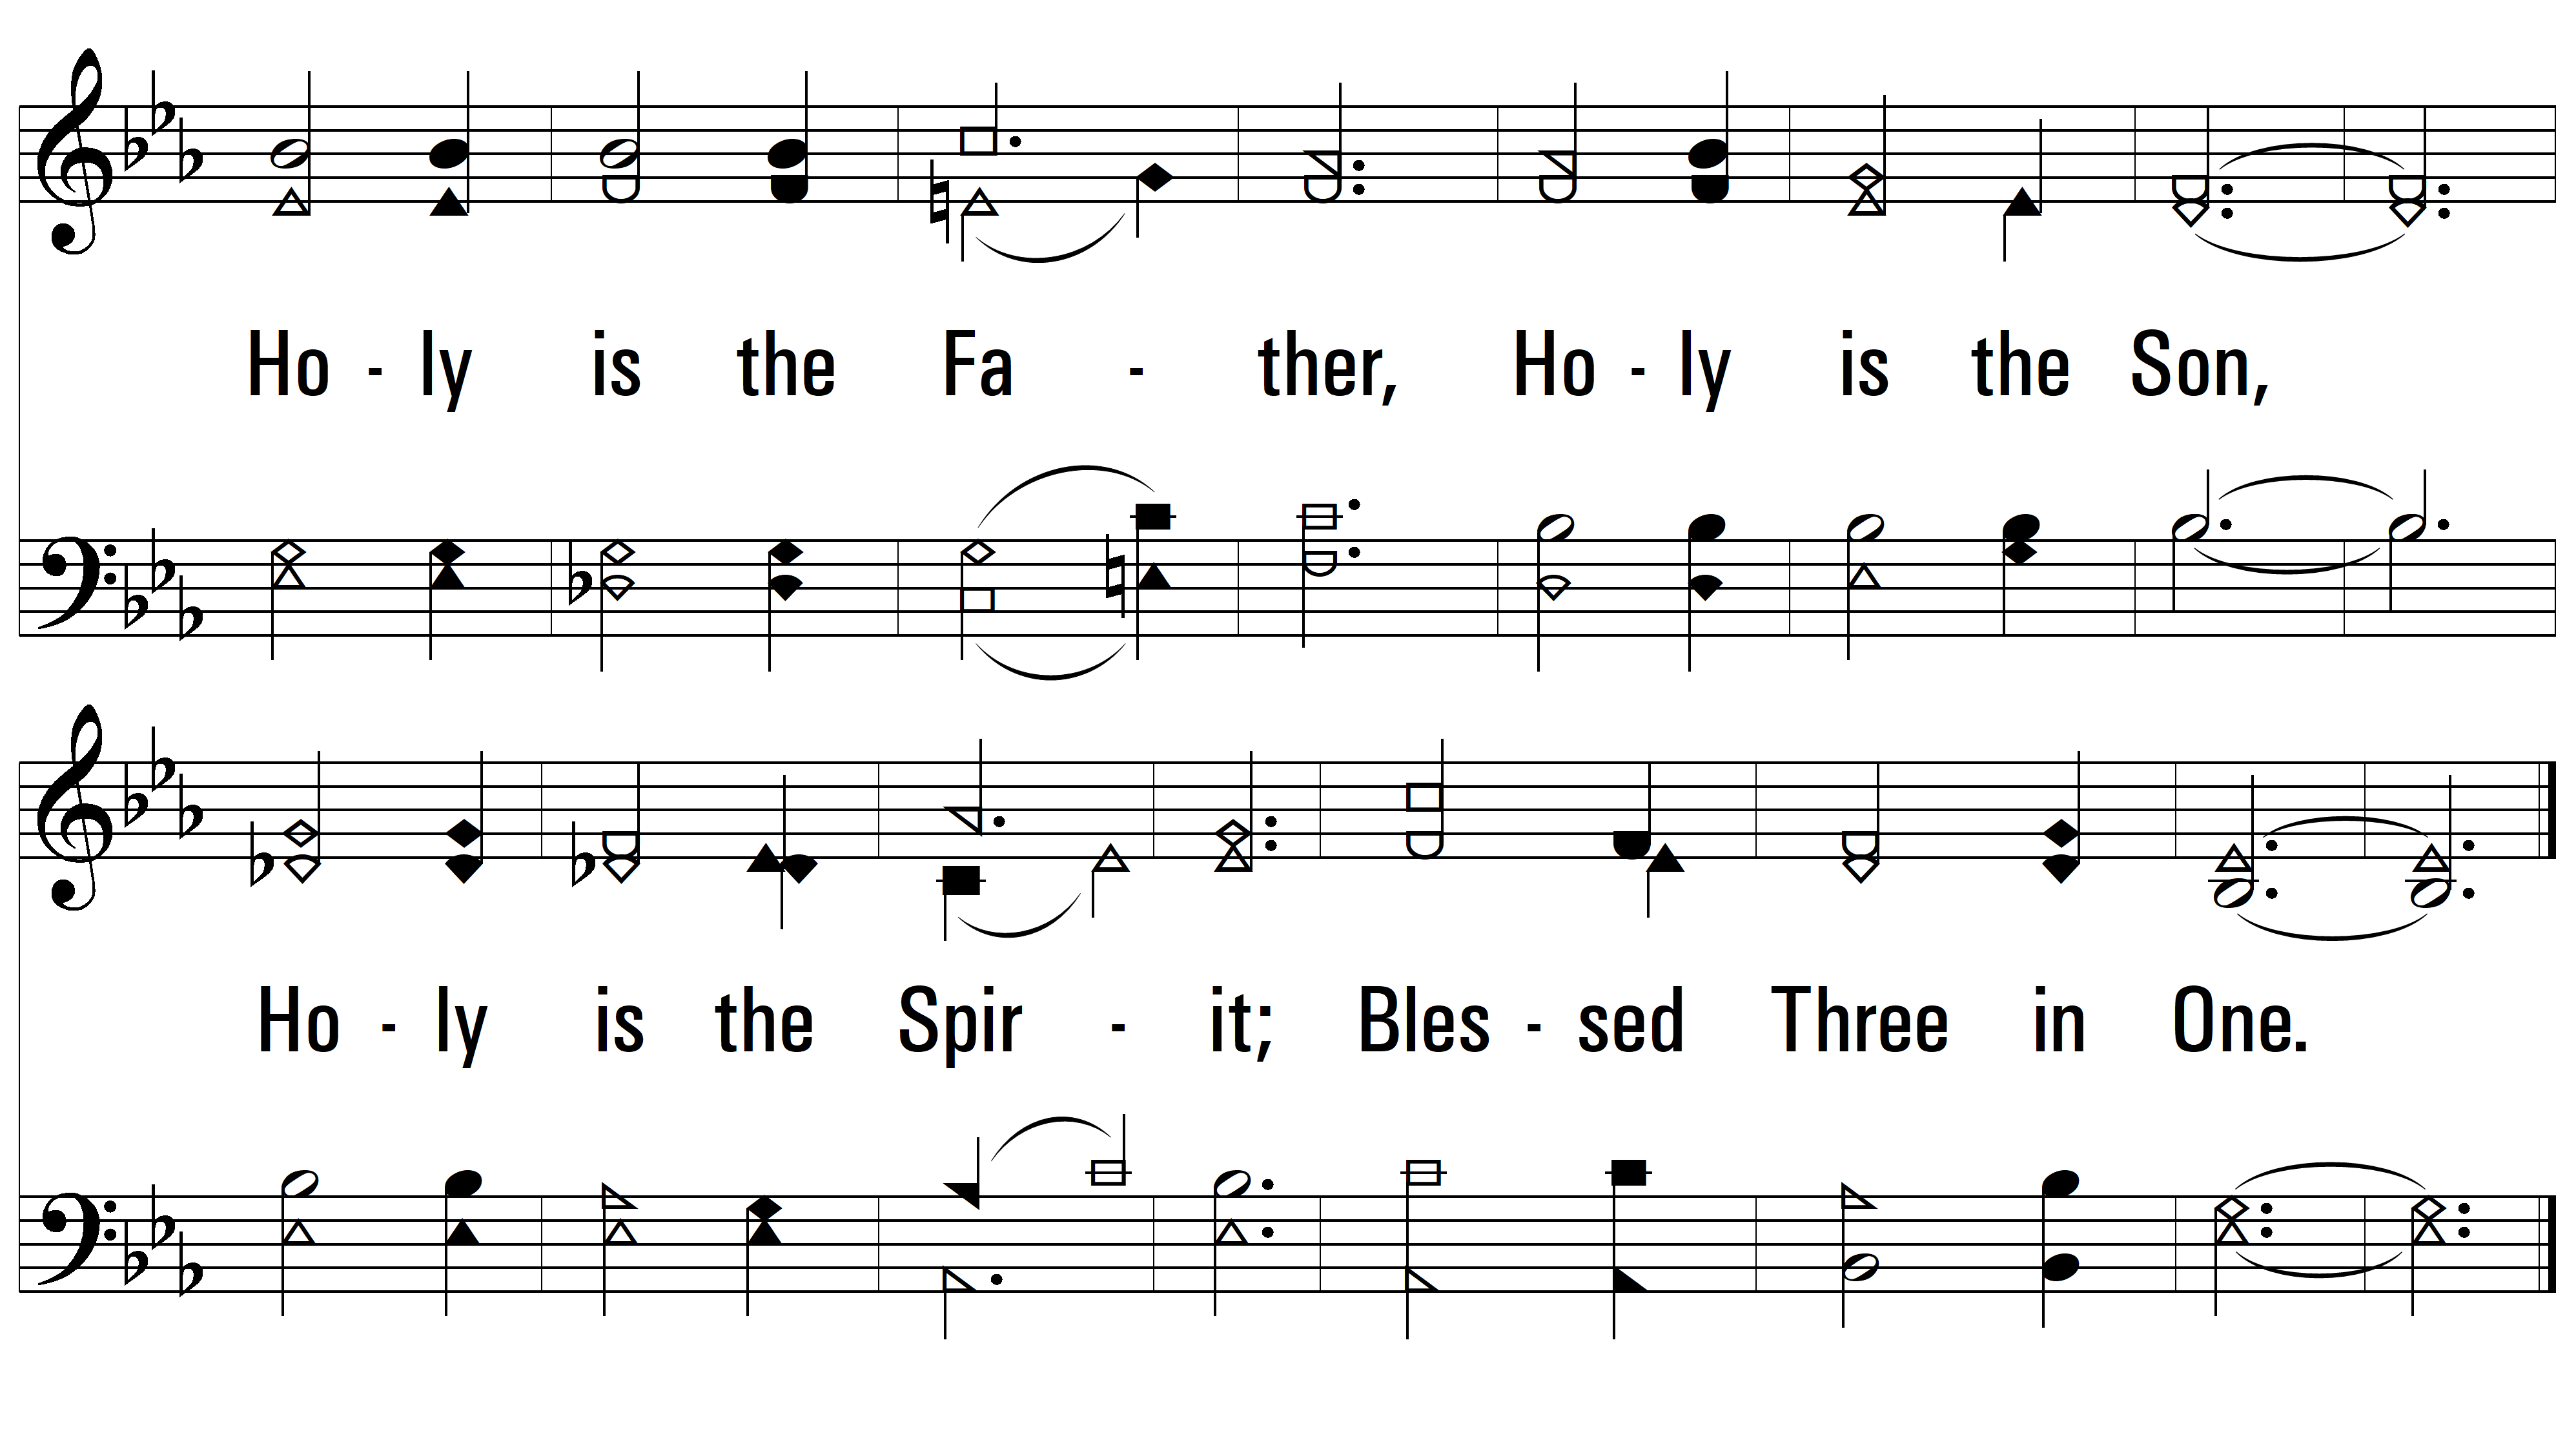 Ho - ly is the Fa - ther, Ho - ly is the Son,
Ho - ly is the Spir - it; Bles - sed Three in One.